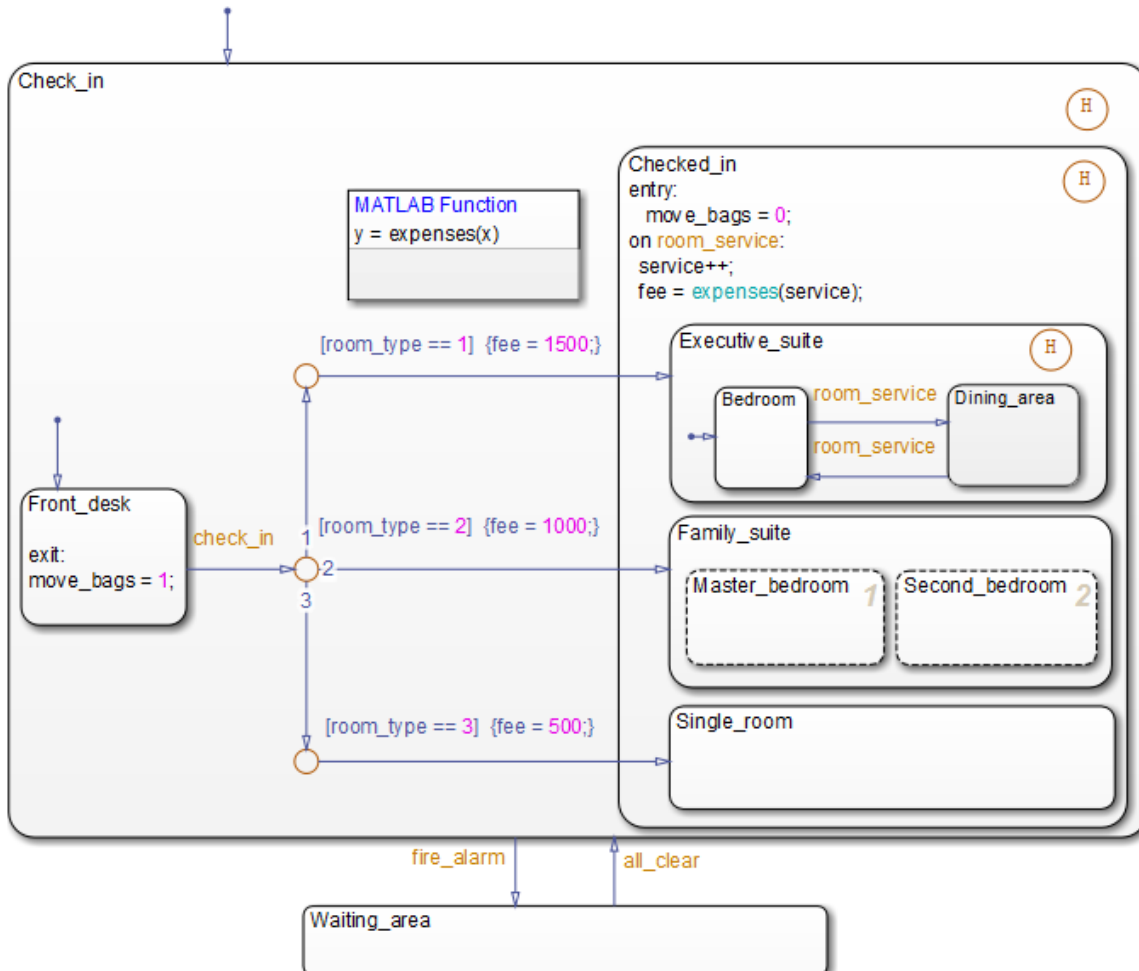 Check_in
H
Checked_in
H
entry:
move_bags = 0;
on room_service:
service++;
fee = expenses(service);
MATLAB Function
y = expenses(x)
[room_type == 1] {fee = 1500;}
Executive_suite
H
Bedroom
room_service
Dining_area
room_service
Front_desk
exit:
move_bags = 1;
check_in
1
2
3
[room_type == 2] {fee = 1000;}
Family_suite
Master_bedroom 1
Second_bedroom 2
[room_type == 3] {fee = 500;}
Single_room
fire_alarm
all_clear
Waiting_area